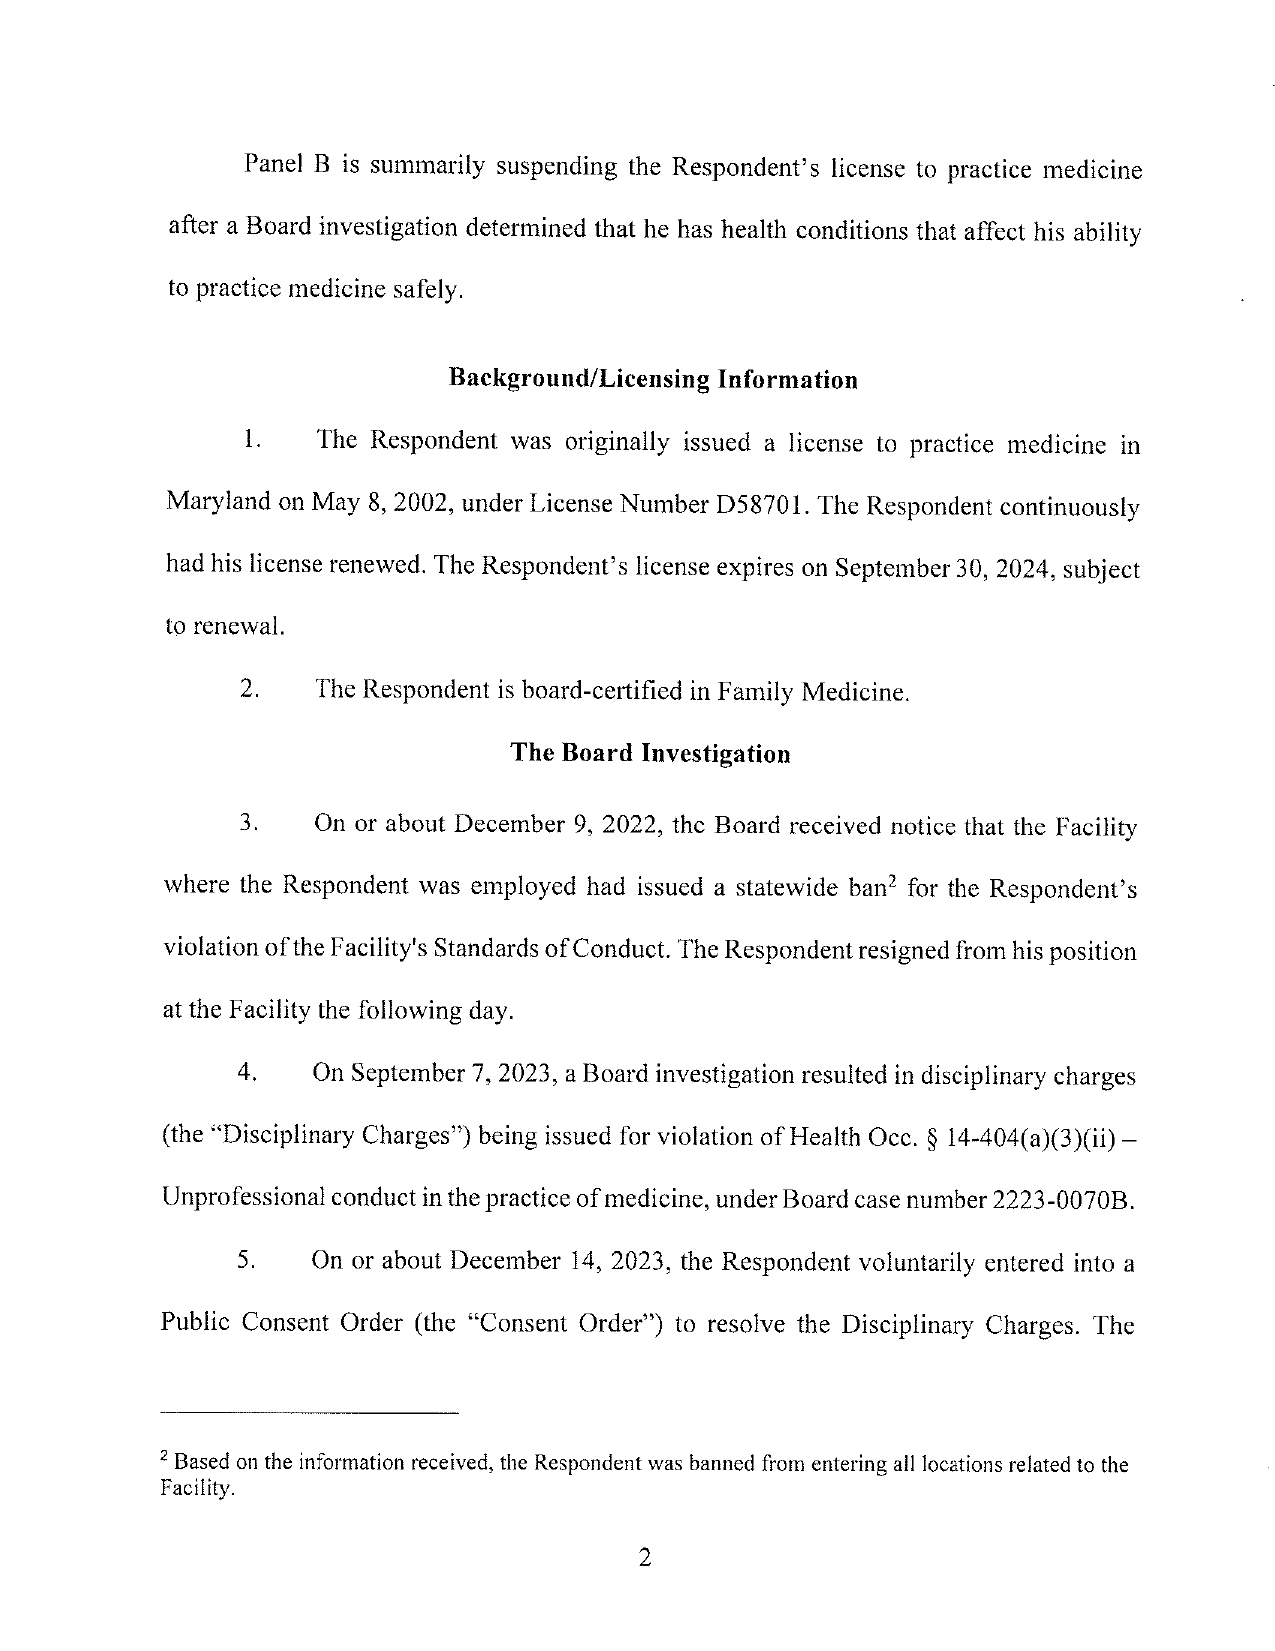 Panel B is summarily suspending the Respondent's license to practice medicine
after a Board investigation determined that he has health conditions that affect his ability
to practice medicine safely.
Background/Licensing Information
1. The Respondent was originally issued a license to practice medicine in
Maryland on May 8, 2002, under License Number D58701. The Respondent continuously
had his license renewed. The Respondent's license expires on September 30, 2024, subject
to renewal.
2. The Respondent is board-certified in Family Medicine.
The Board Investigation
3. On or about December 9, 2022, the Board received notice that the Facility
where the Respondent was employed had issued a statewide ban² for the Respondent's
violation of the Facility's Standards of Conduct. The Respondent resigned from his position
at the Facility the following day.
4. On September 7, 2023, a Board investigation resulted in disciplinary charges
(the “Disciplinary Charges”) being issued for violation of Health Occ. § 14-404(a)(3)(ii) –
Unprofessional conduct in the practice of medicine, under Board case number 2223-0070B.
5. On or about December 14, 2023, the Respondent voluntarily entered into a
Public Consent Order (the “Consent Order”) to resolve the Disciplinary Charges. The
² Based on the information received, the Respondent was banned from entering all locations related to the
Facility.
2